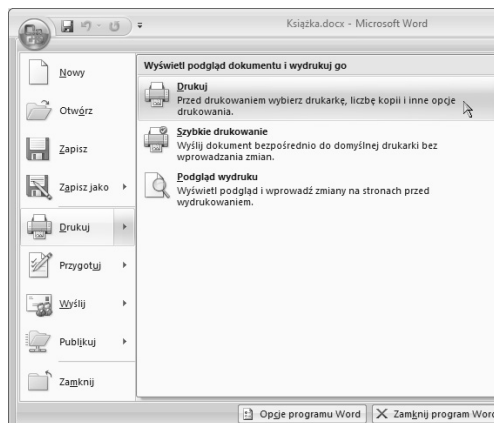 Książka.docx - Microsoft Word
Nowy
Otwórz
Zapisz
Zapisz jako
Drukuj
Przygotuj
Wyślij
Publikuj
Zamknij
Wyświetl podgląd dokumentu i wydrukuj go
Drukuj
Przed drukowaniem wybierz drukarkę, liczbę kopii i inne opcje
drukowania.
Szybkie drukowanie
Wyślij dokument bezpośrednio do domyślnej drukarki bez
wprowadzania zmian.
Podgląd wydruku
Wyświetl podgląd i wprowadź zmiany na stronach przed
wydrukowaniem.
Opcje programu Word
Zamknij program Word